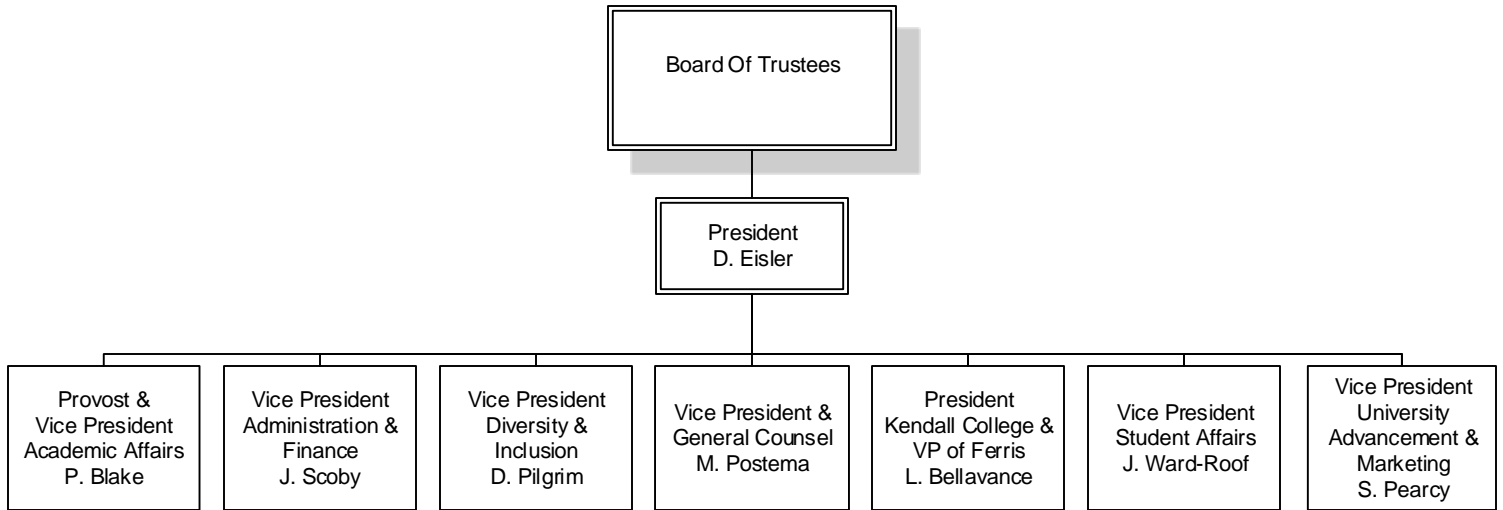 Board Of Trustees
President
D. Eisler
Provost &
Vice President
Academic Affairs
P. Blake
Vice President
Administration &
Finance
J. Scoby
Vice President
Diversity &
Inclusion
D. Pilgrim
Vice President &
General Counsel
M. Postema
President
Kendall College &
VP of Ferris
L. Bellavance
Vice President
Student Affairs
J. Ward-Roof
Vice President
University
Advancement &
Marketing
S. Pearcy